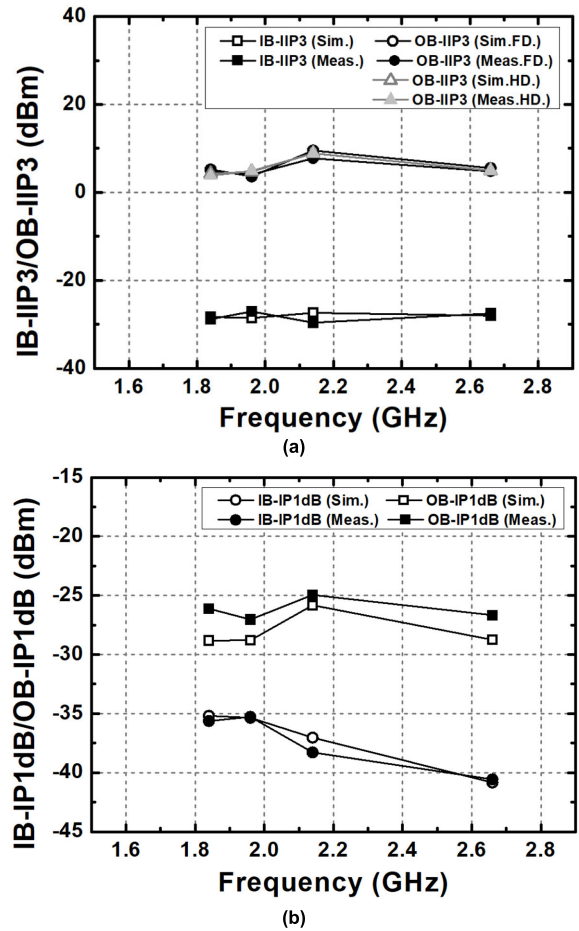 IB-IIP3/OB-IIP3 (dBm)
40
20
0
-20
-40
IB-IIP3 (Sim.) OB-IIP3 (Sim.FD.)
IB-IIP3 (Meas.) OB-IIP3 (Meas.FD.)
OB-IIP3 (Sim.HD.)
OB-IIP3 (Meas.HD.)
1.6 1.8 2.0 2.2 2.4 2.6 2.8
Frequency (GHz)
(a)
IB-IP1dB/OB-IP1dB (dBm)
-15
-20
-25
-30
-35
-40
-45
IB-IP1dB (Sim.) OB-IP1dB (Sim.)
IB-IP1dB (Meas.) OB-IP1dB (Meas.)
1.6 1.8 2.0 2.2 2.4 2.6 2.8
Frequency (GHz)
(b)